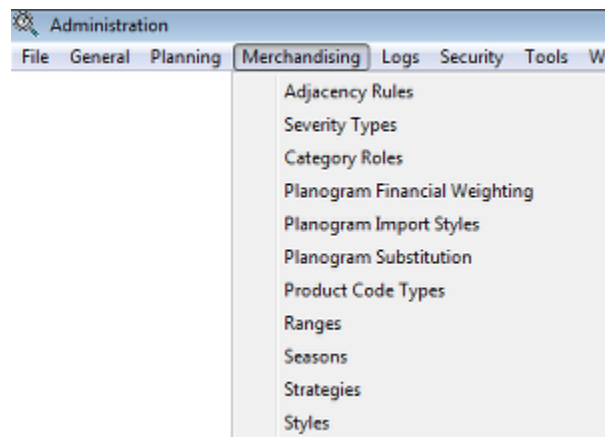 Administration
File General Planning Merchandising Logs Security Tools
Adjacency Rules
Severity Types
Category Roles
Planogram Financial Weighting
Planogram Import Styles
Planogram Substitution
Product Code Types
Ranges
Seasons
Strategies
Styles